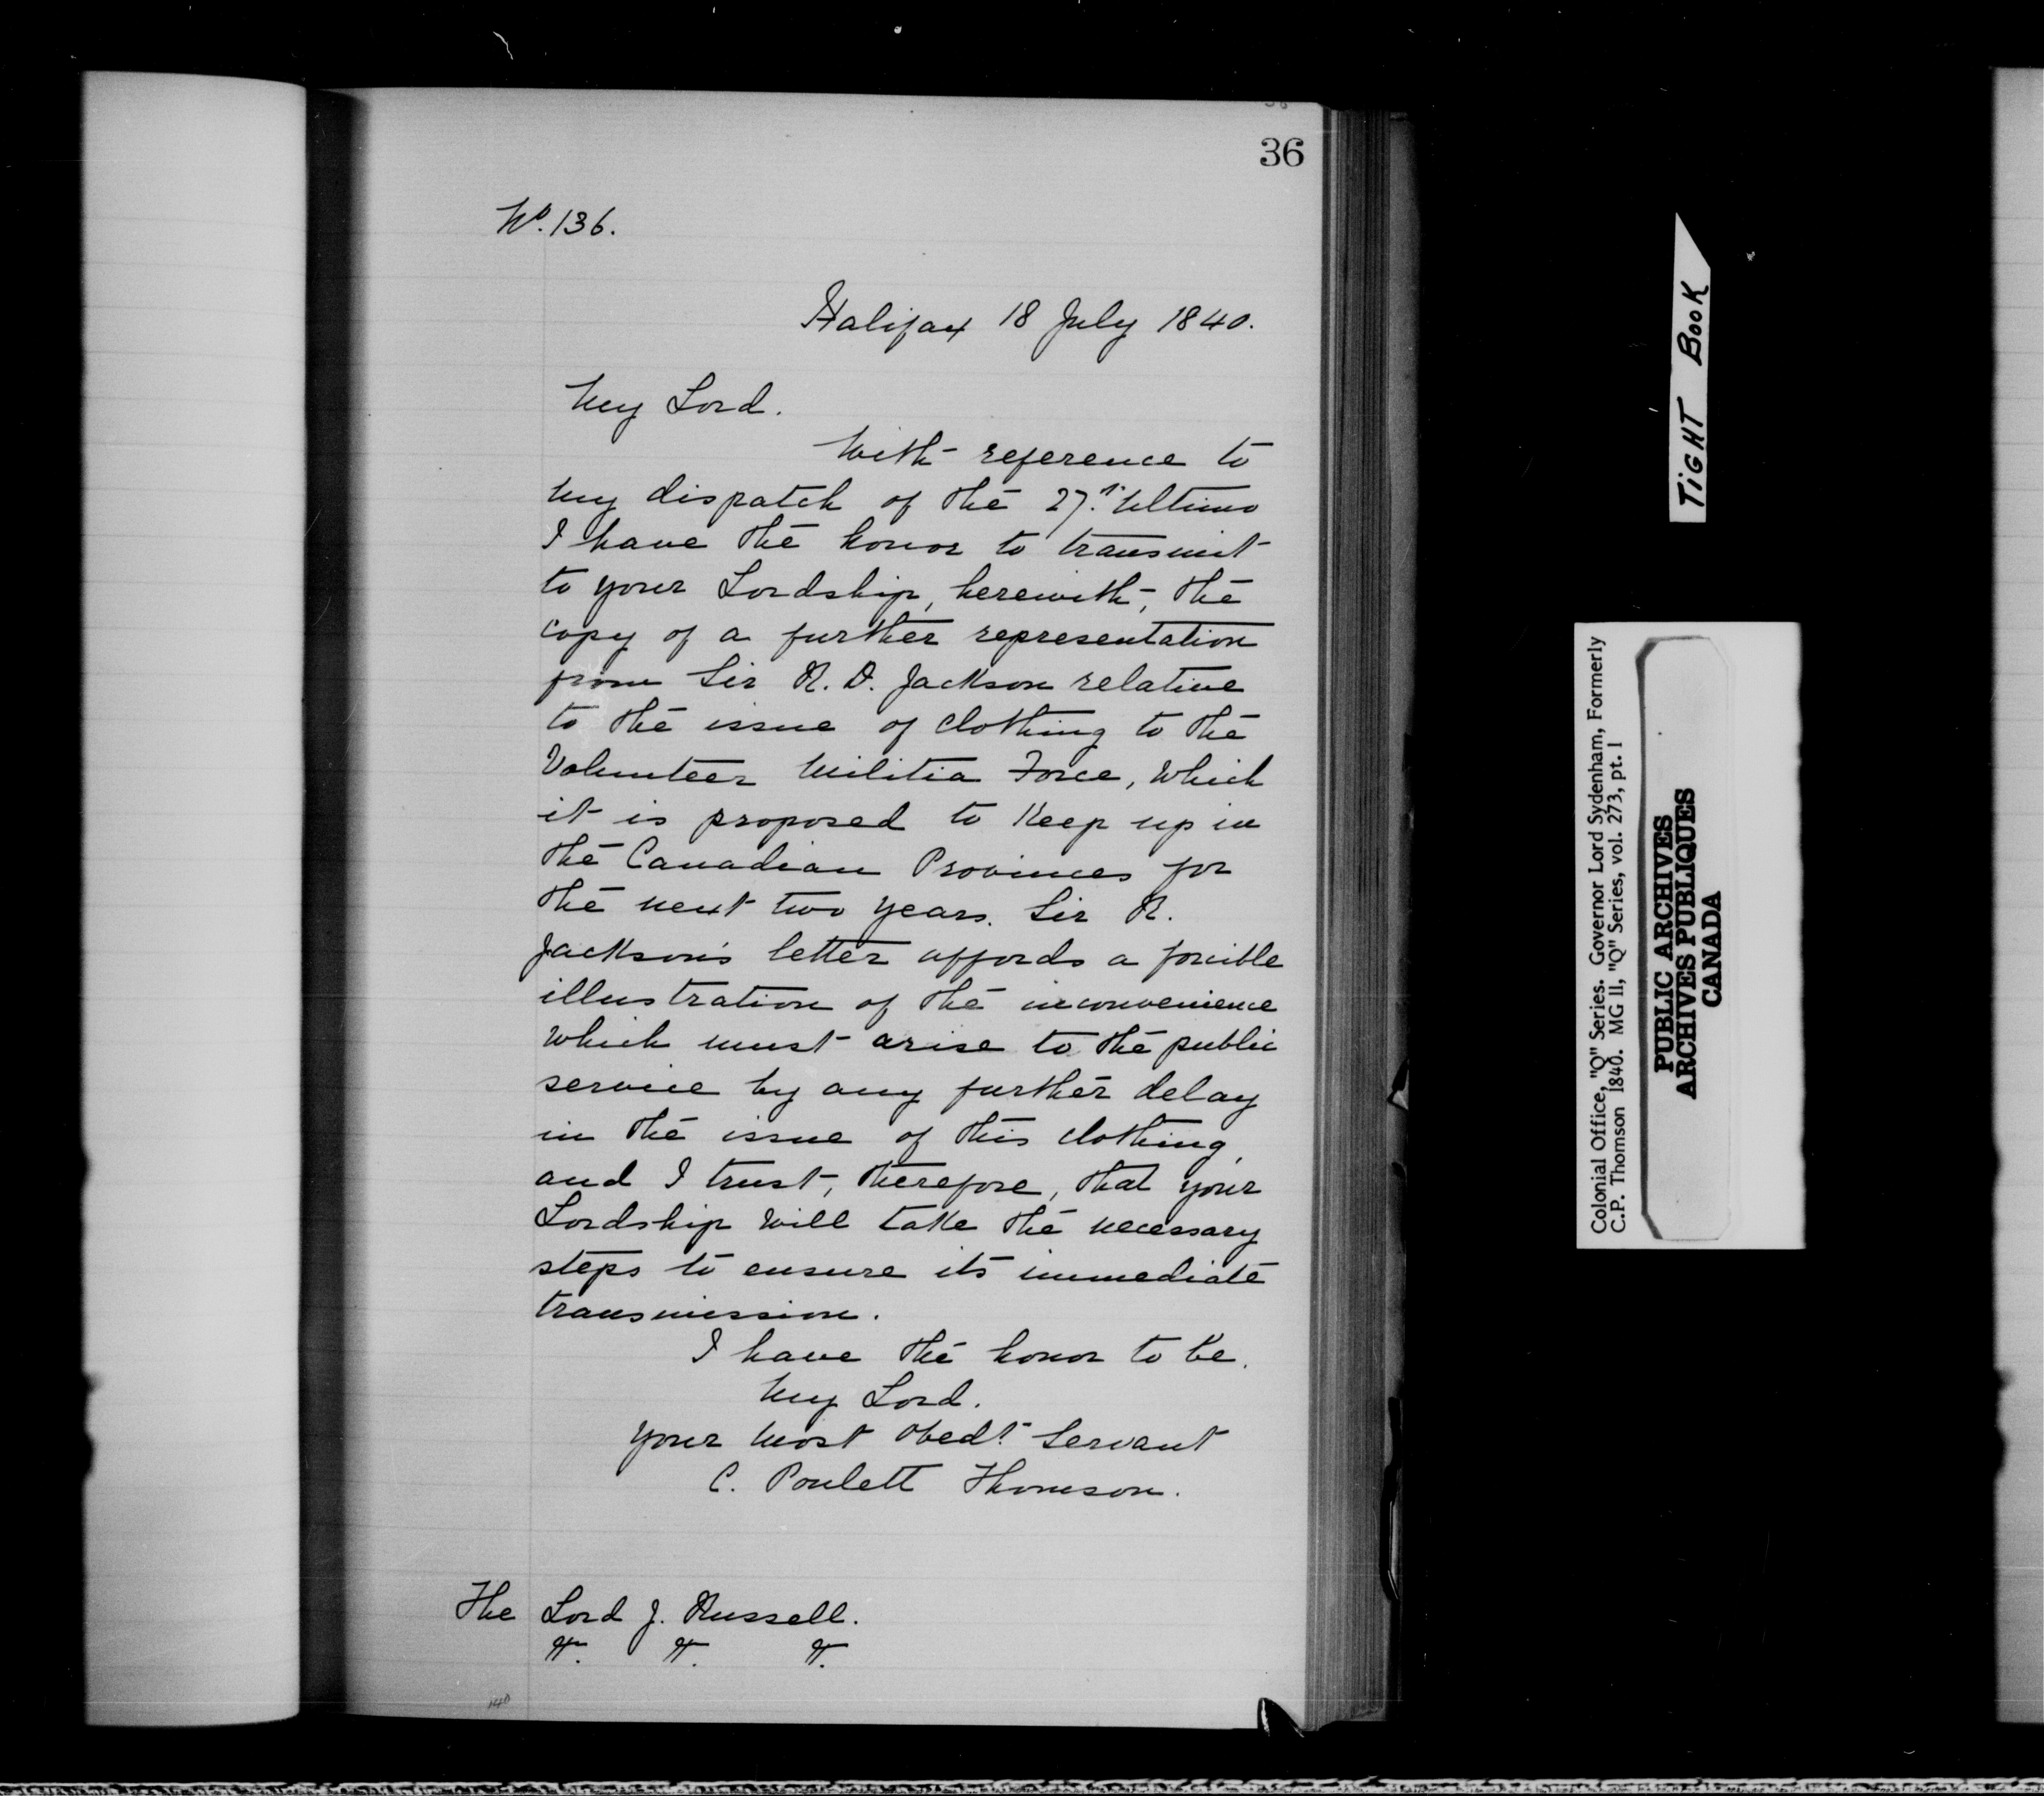 36
No. 136.
Halifax 18 July 1840.
My Lord.
With reference to
my dispatch of the 27th Ultimo
I have the honor to transmit
to your Lordship, herewith, the
copy of a further representation
from Sir R. D. Jackson relative
to the issue of clothing to the
Volunteer Militia Force, which
it is proposed to Keep up in
the Canadian Provinces for
the next two years. Sir R.
Jackson's letter affords a forcible
illustration of the inconvenience
which must arise to the public
service by any further delay
in the issue of this clothing,
and I trust, therefore, that your
Lordship will take the necessary
steps to ensure its immediate
transmission.
I have the honor to be.
My Lord.
your most obedt. servant
C. Poulett Thomson.
The Lord J. Russell.
TIGHT BOOK
Colonial Office, "Q" Series. Governor Lord Sydenham, Formerly
C.P. Thomson 1840. MG 11, "Q" Series, vol. 273, pt. 1
PUBLIC ARCHIVES
ARCHIVES PUBLIQUES
CANADA